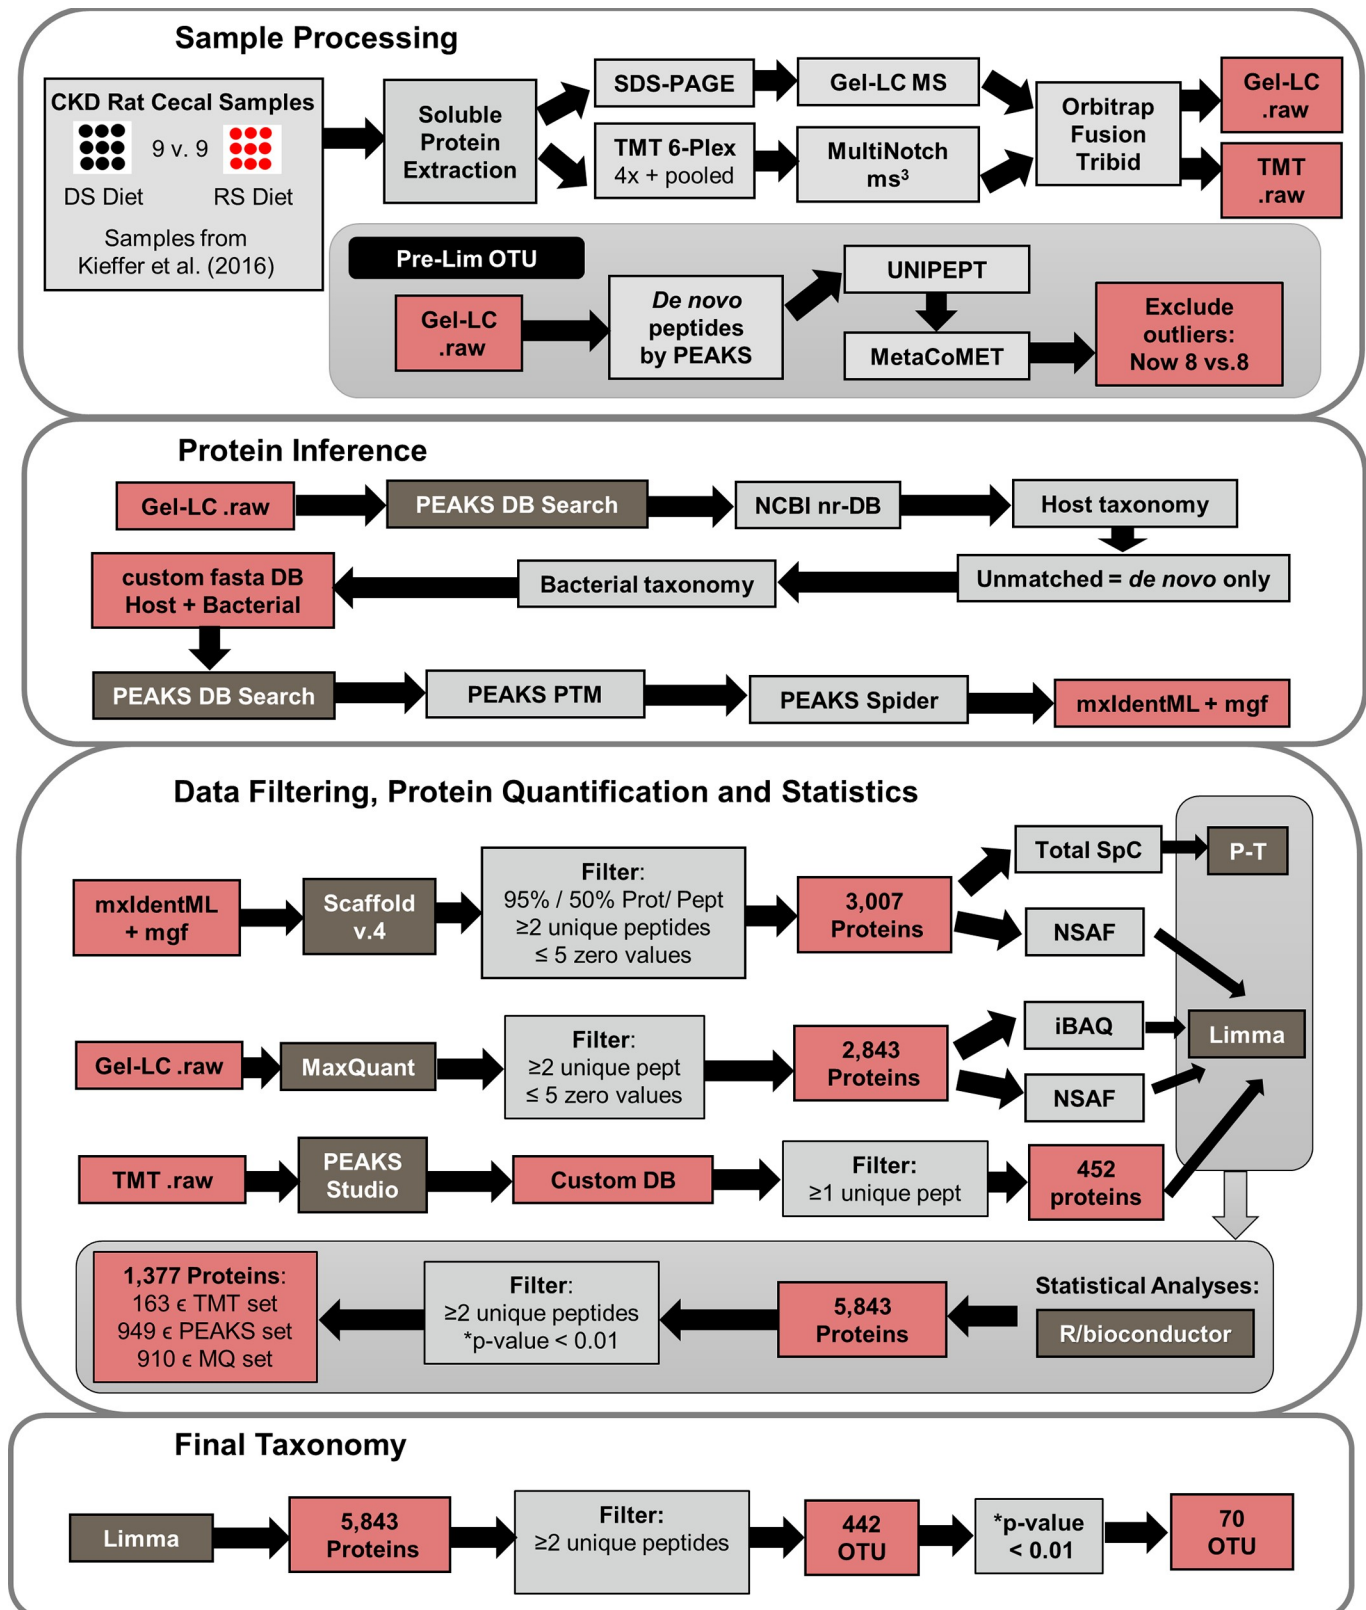 Sample Processing
CKD Rat Cecal Samples
9 v. 9
DS Diet
RS Diet
Samples from
Kieffer et al. (2016)
Soluble
Protein
Extraction
SDS-PAGE
Gel-LC MS
TMT 6-Plex
4x + pooled
MultiNotch
ms³
Orbitrap
Fusion
Tribid
Gel-LC
.raw
TMT
.raw
Pre-Lim OTU
Gel-LC
.raw
De novo
peptides
by PEAKS
UNIPEPT
MetaCoMET
Exclude
outliers:
Now 8 vs.8
Protein Inference
Gel-LC .raw
PEAKS DB Search
NCBI nr-DB
Host taxonomy
Unmatched = de novo only
Bacterial taxonomy
custom fasta DB
Host + Bacterial
PEAKS DB Search
PEAKS PTM
PEAKS Spider
mxIdentML + mgf
Data Filtering, Protein Quantification and Statistics
mxIdentML
+ mgf
Scaffold
v.4
Filter:
95% / 50% Prot/ Pept
≥2 unique peptides
≤ 5 zero values
3,007
Proteins
Total SpC
NSAF
P-T
Gel-LC .raw
MaxQuant
Filter:
≥2 unique pept
≤ 5 zero values
2,843
Proteins
iBAQ
NSAF
Limma
TMT .raw
PEAKS
Studio
Custom DB
Filter:
≥1 unique pept
452
proteins
Statistical Analyses:
R/bioconductor
5,843
Proteins
Filter:
≥2 unique peptides
*p-value < 0.01
1,377 Proteins:
163 ϵ TMT set
949 ϵ PEAKS set
910 ϵ MQ set
Final Taxonomy
Limma
5,843
Proteins
Filter:
≥2 unique peptides
442
OTU
*p-value
< 0.01
70
OTU